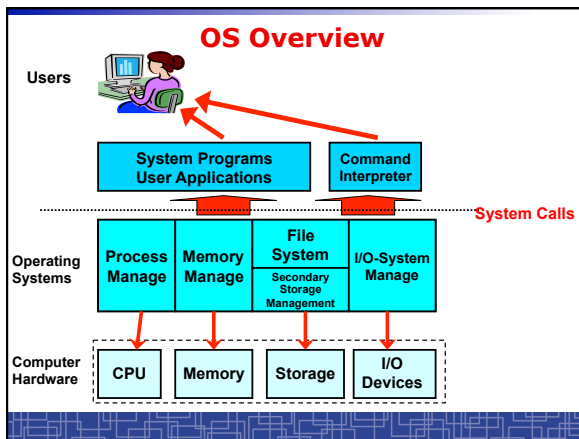 OS Overview
Users
System Programs
User Applications
Command
Interpreter
System Calls
Operating
Systems
Process
Manage
Memory
Manage
File
System
Secondary
Storage
Management
I/O-System
Manage
Computer
Hardware
CPU
Memory
Storage
I/O
Devices